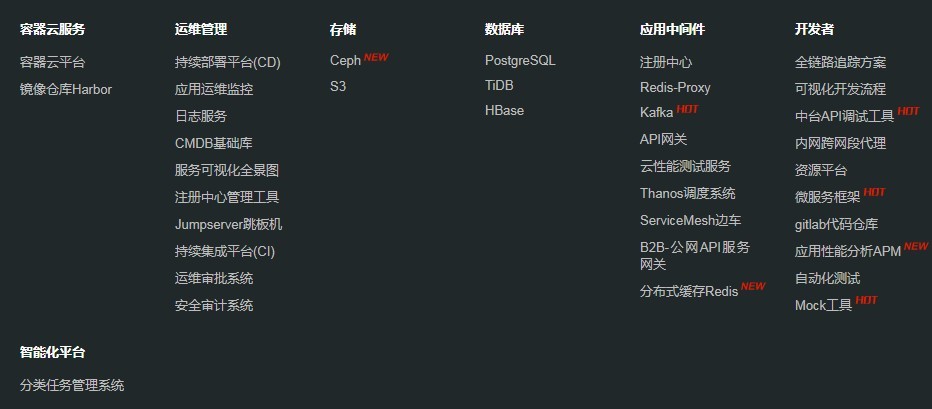 容器云服务
容器云平台
镜像仓库Harbor
运维管理
持续部署平台(CD)
应用运维监控
日志服务
CMDB基础库
服务可视化全景图
注册中心管理工具
Jumpserver跳板机
持续集成平台(CI)
运维审批系统
安全审计系统
存储
Ceph NEW
S3
数据库
PostgreSQL
TiDB
HBase
应用中间件
注册中心
Redis-Proxy
Kafka HOT
API网关
云性能测试服务
Thanos调度系统
ServiceMesh边车
B2B-公网API服务
网关
分布式缓存Redis NEW
开发者
全链路追踪方案
可视化开发流程
中台API调试工具 HOT
内网跨网段代理
资源平台
微服务框架 HOT
gitlab代码仓库
应用性能分析APM NEW
自动化测试
Mock工具 HOT
智能化平台
分类任务管理系统